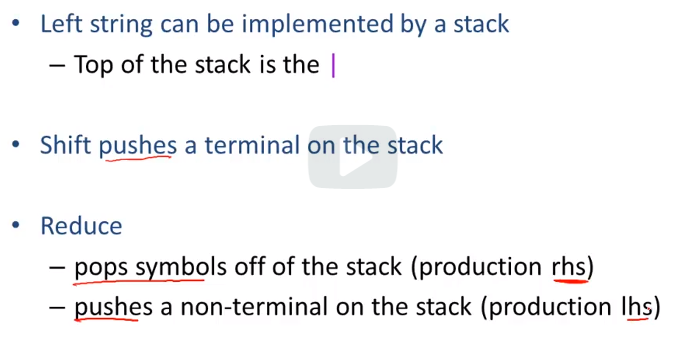 • Left string can be implemented by a stack
– Top of the stack is the |
• Shift pushes a terminal on the stack
• Reduce
– pops symbols off of the stack (production rhs)
– pushes a non-terminal on the stack (production lhs)